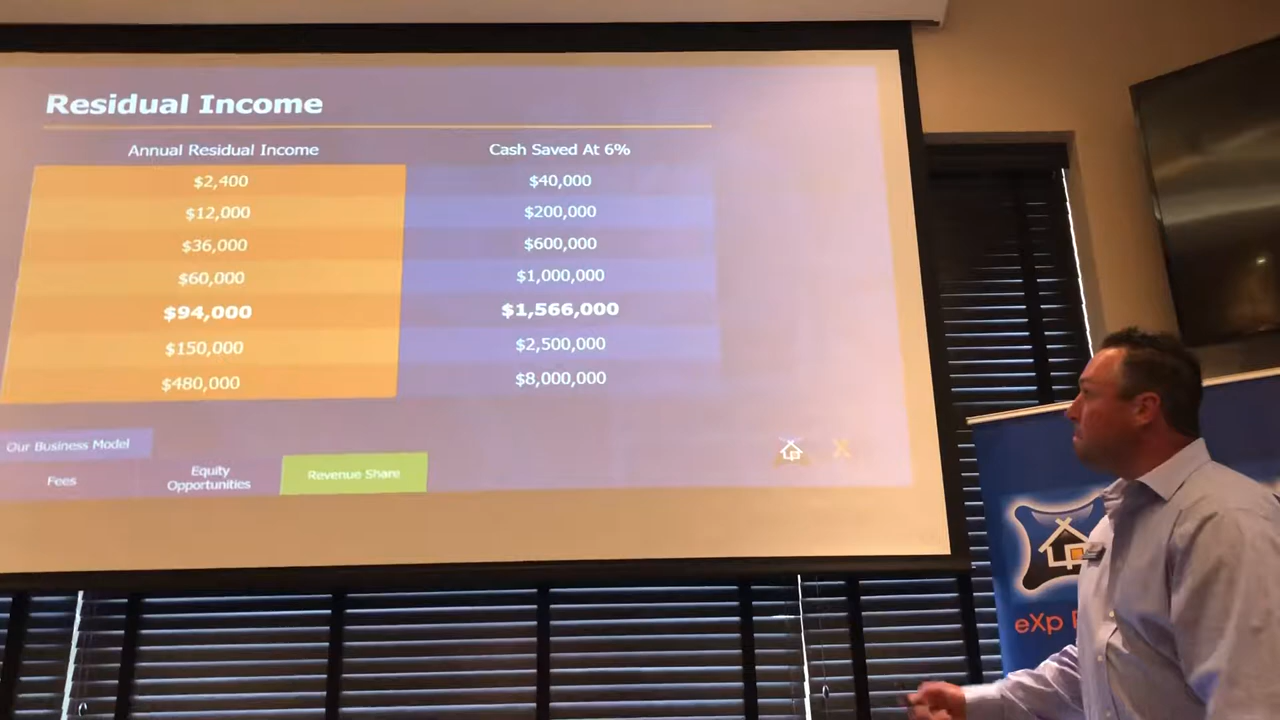 Residual Income
Annual Residual Income Cash Saved At 6%
$2,400 $40,000
$12,000 $200,000
$36,000 $600,000
$60,000 $1,000,000
$94,000 $1,566,000
$150,000 $2,500,000
$480,000 $8,000,000
Our Business Model
Fees
Equity
Opportunities
Revenue Share
eXp